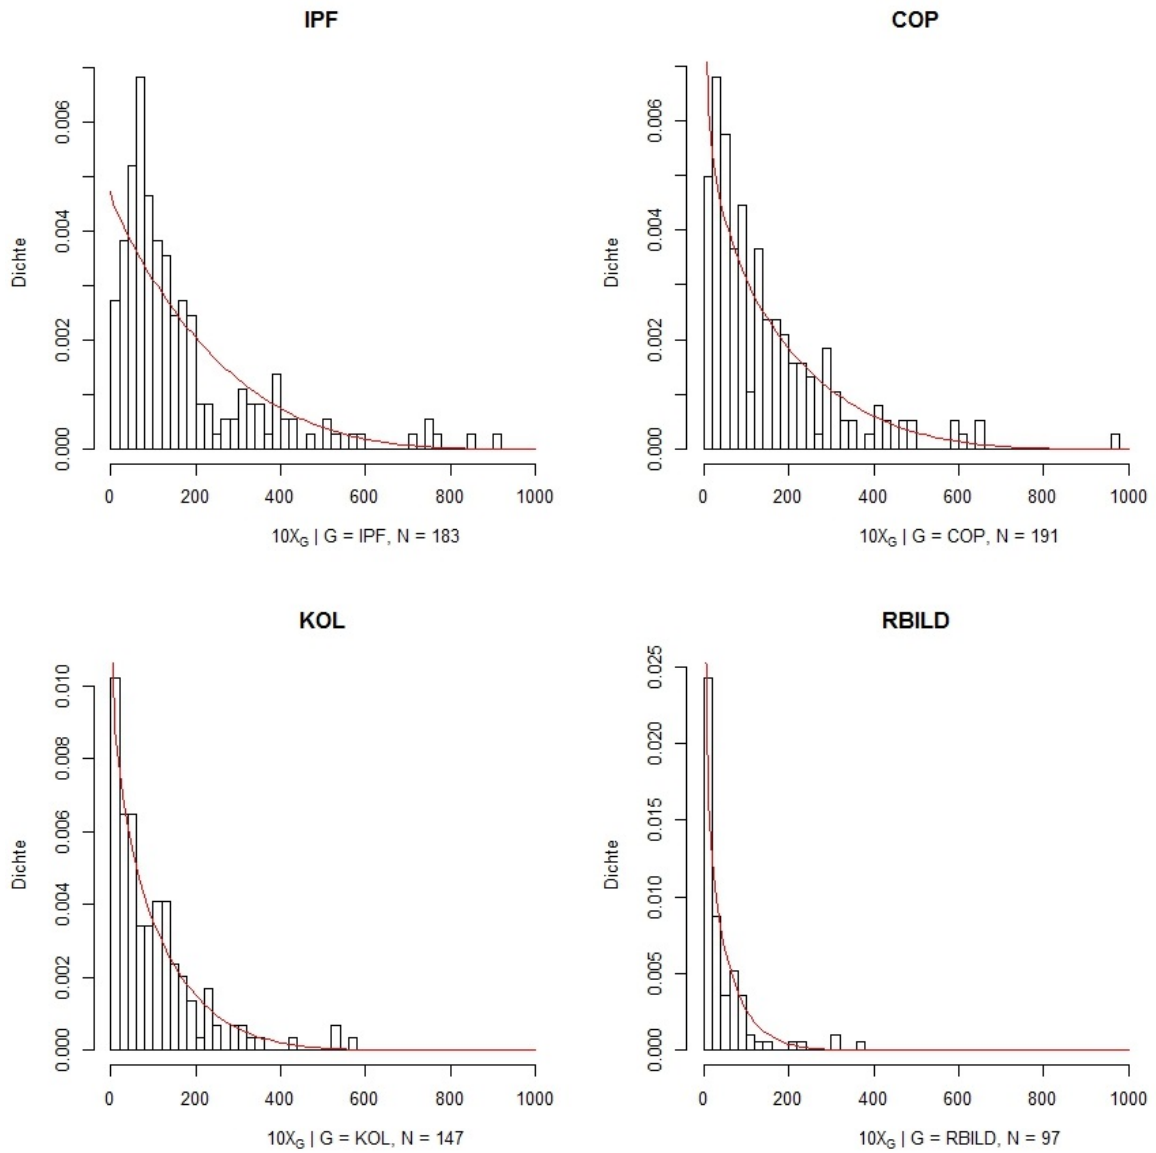 IPF
0.000 0.002 0.004 0.006
Dichte
0 200 400 600 800 1000
10X_G | G = IPF, N = 183
COP
0.000 0.002 0.004 0.006
Dichte
0 200 400 600 800 1000
10X_G | G = COP, N = 191
KOL
0.000 0.002 0.004 0.006 0.008 0.010
Dichte
0 200 400 600 800 1000
10X_G | G = KOL, N = 147
RBILD
0.000 0.005 0.010 0.015 0.020 0.025
Dichte
0 200 400 600 800 1000
10X_G | G = RBILD, N = 97